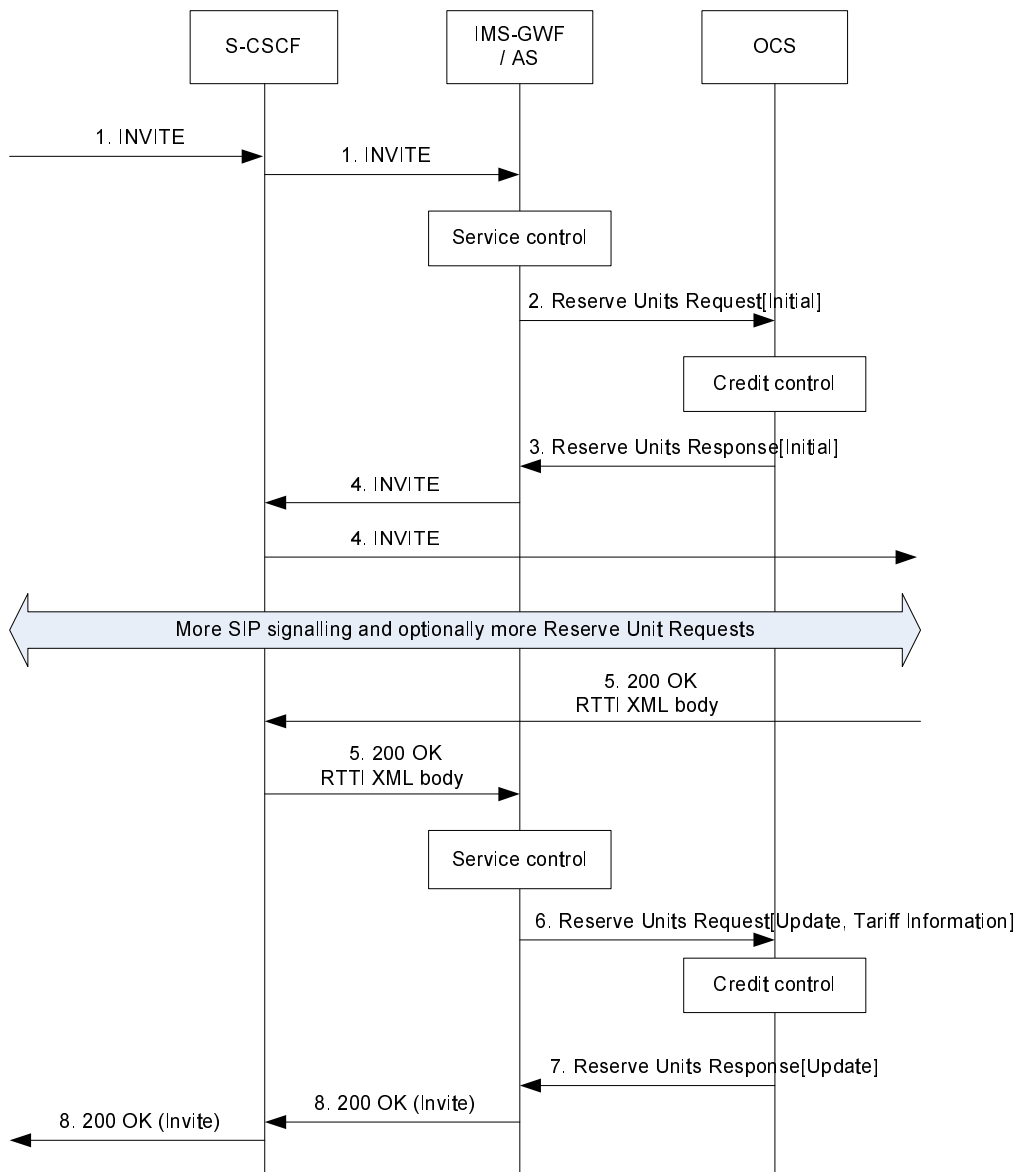 S-CSCF
IMS-GWF
/ AS
OCS
1. INVITE
1. INVITE
Service control
2. Reserve Units Request[Initial]
Credit control
3. Reserve Units Response[Initial]
4. INVITE
4. INVITE
More SIP signalling and optionally more Reserve Unit Requests
5. 200 OK
RTTI XML body
5. 200 OK
RTTI XML body
Service control
6. Reserve Units Request[Update, Tariff Information]
Credit control
7. Reserve Units Response[Update]
8. 200 OK (Invite)
8. 200 OK (Invite)